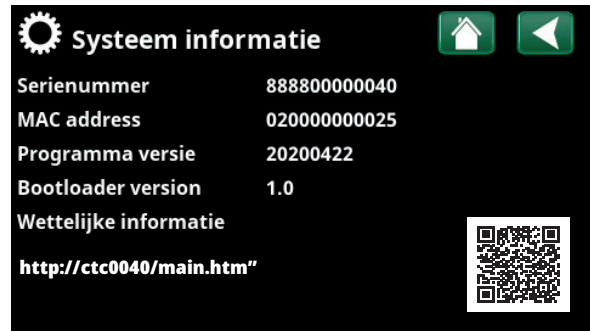 Systeem informatie
Serienummer 888800000040
MAC address 020000000025
Programma versie 20200422
Bootloader version 1.0
Wettelijke informatie
http://ctc0040/main.htm”